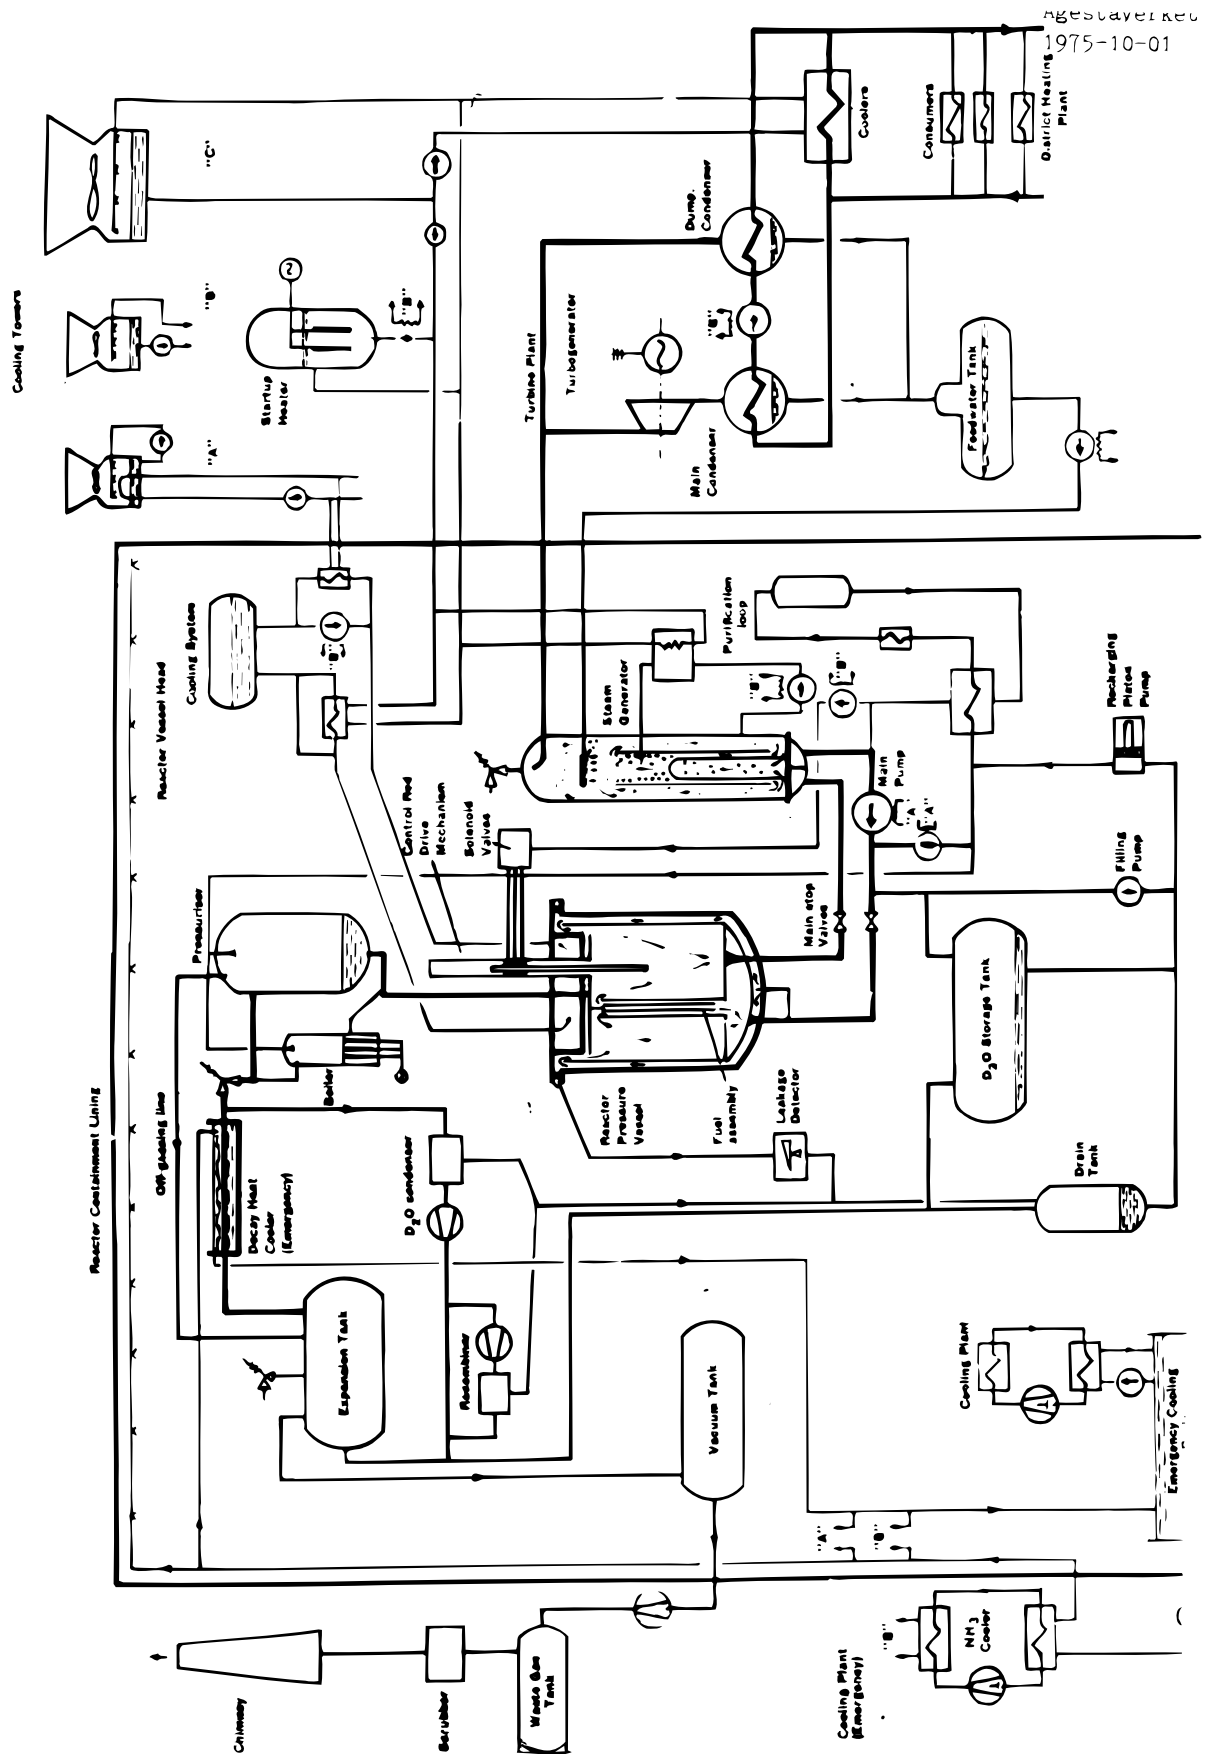 1975-10-01
Cooling Towers
"C"
"B"
"A"
Startup
Heater
"B"
Dump.
Condenser
Coolers
Consumers
District Heating
Plant
Turbine Plant
Turbogenerator
"B"
Main
Condenser
Feedwater Tank
Reactor Containment Lining
Reactor Vessel Head
Cooling System
"B"
Steam
Generator
Purification
loop
"B"
"B"
Recharging
Plates
Pump
Main
Pump
"A"
"A"
Filling
Pump
Control Rod
Drive
Mechanism
Solenoid
Valves
Main stop
Valves
Pressuriser
Boiler
Off-gassing line
Decay Heat
Cooler
(Emergency)
D2O condenser
Reactor
Pressure
Vessel
Fuel
assembly
Leakage
Detector
D2O Storage Tank
Drain
Tank
Expansion Tank
Recombiner
Vacuum Tank
Cooling Plant
Emergency Cooling
"A"
"B"
Chimney
Scrubber
Waste Gas
Tank
Cooling Plant
(Emergency)
"B"
NH3
Cooler